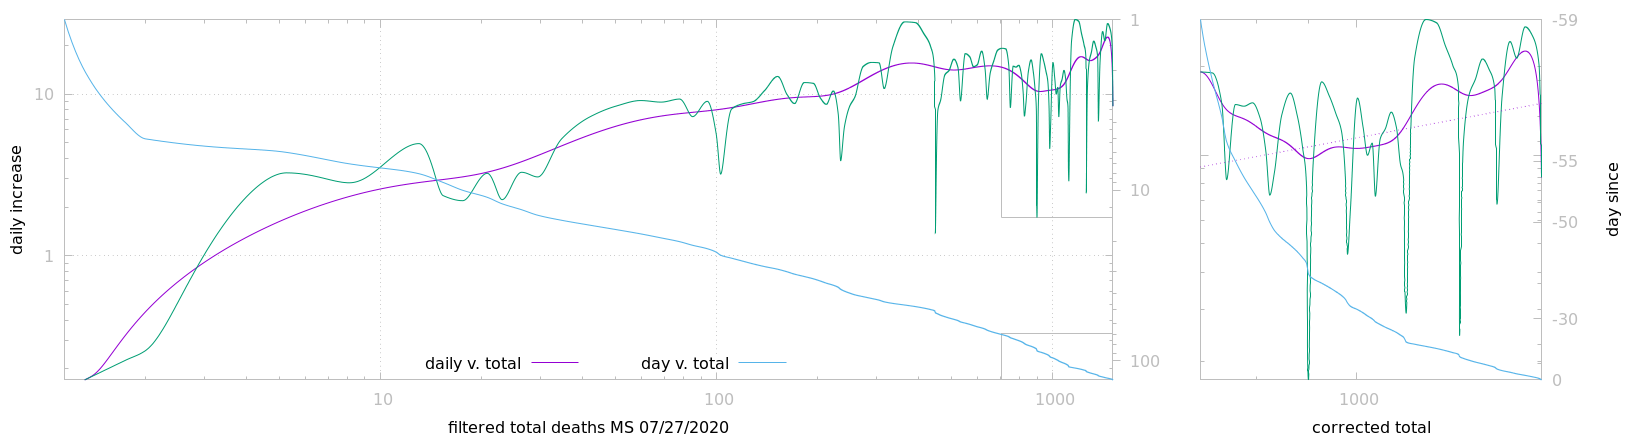 daily increase
10
1
daily v. total
day v. total
10
100
1000
filtered total deaths MS 07/27/2020
1
10
100
day since
-59
-55
-50
-30
0
1000
corrected total